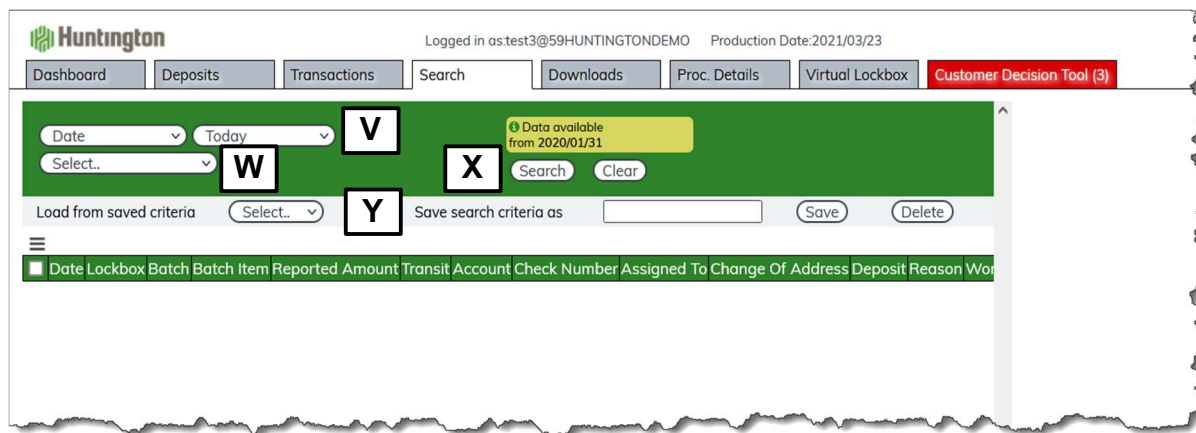 Huntington
Logged in as:test3@59HUNTINGTONDEMO Production Date:2021/03/23
Dashboard Deposits Transactions Search Downloads Proc. Details Virtual Lockbox Customer Decision Tool (3)
Date Today V
Data available
from 2020/01/31
Select.. W X Search Clear
Load from saved criteria Select.. Y Save search criteria as Save Delete
Date Lockbox Batch Batch Item Reported Amount Transit Account Check Number Assigned To Change Of Address Deposit Reason Wor